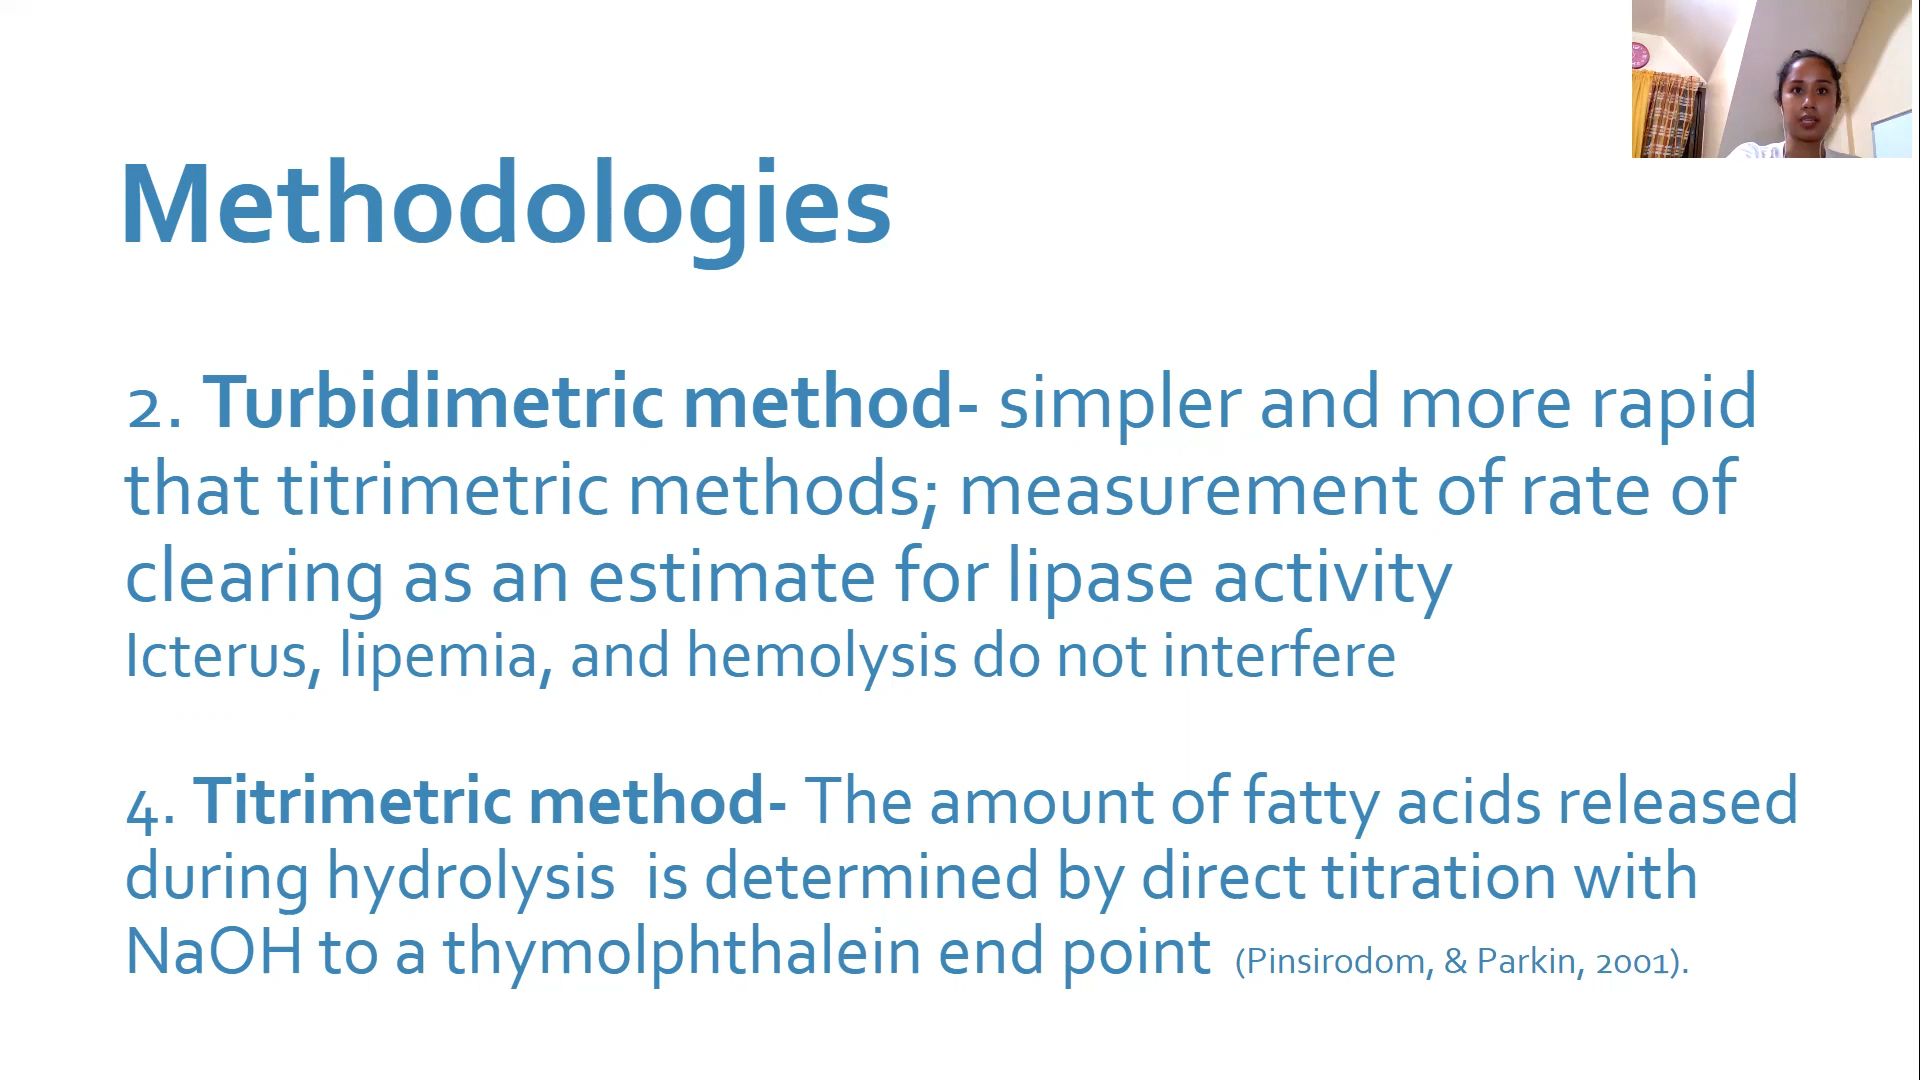 Methodologies
2. Turbidimetric method- simpler and more rapid
that titrimetric methods; measurement of rate of
clearing as an estimate for lipase activity
Icterus, lipemia, and hemolysis do not interfere
4. Titrimetric method- The amount of fatty acids released
during hydrolysis  is determined by direct titration with
NaOH to a thymolphthalein end point (Pinsirodom, & Parkin, 2001).